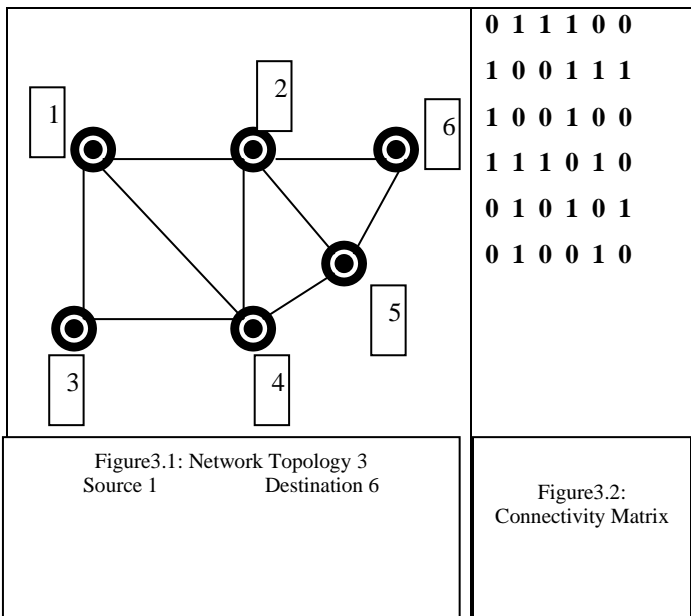 1
2
6
5
3
4
Figure3.1: Network Topology 3
Source 1 Destination 6
0 1 1 1 0 0
1 0 0 1 1 1
1 0 0 1 0 0
1 1 1 0 1 0
0 1 0 1 0 1
0 1 0 0 1 0
Figure3.2:
Connectivity Matrix